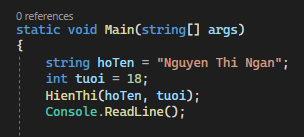 0 references
static void Main(string[] args)
{
string hoTen = "Nguyen Thi Ngan";
int tuoi = 18;
HienThi(hoTen, tuoi);
Console.ReadLine();